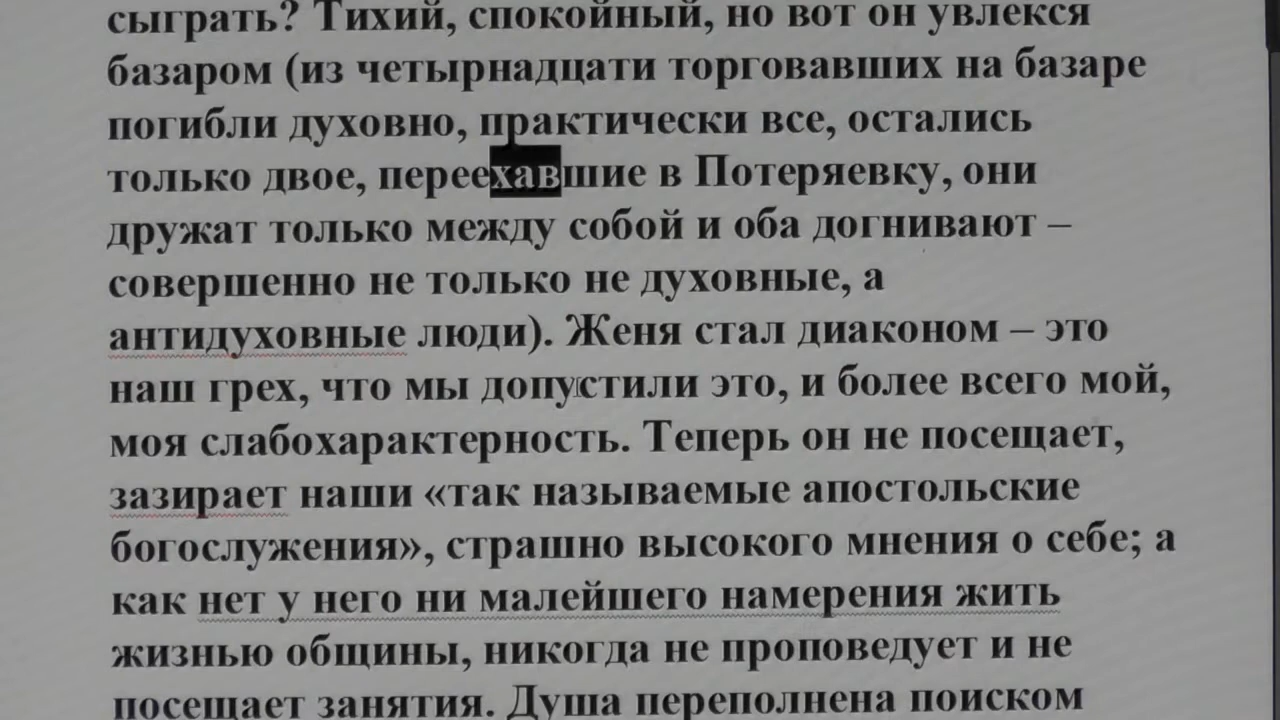 сыграть? Тихий, спокойный, но вот он увлекся
базаром (из четырнадцати торговавших на базаре
погибли духовно, практически все, остались
только двое, переехавшие в Потеряевку, они
дружат только между собой и оба догнивают –
совершенно не только не духовные, а
антидуховные люди). Женя стал диаконом – это
наш грех, что мы допустили это, и более всего мой,
моя слабохарактерность. Теперь он не посещает,
зазирает наши «так называемые апостольские
богослужения», страшно высокого мнения о себе; а
как нет у него ни малейшего намерения жить
жизнью общины, никогда не проповедует и не
посещает занятия. Душа переполнена поиском